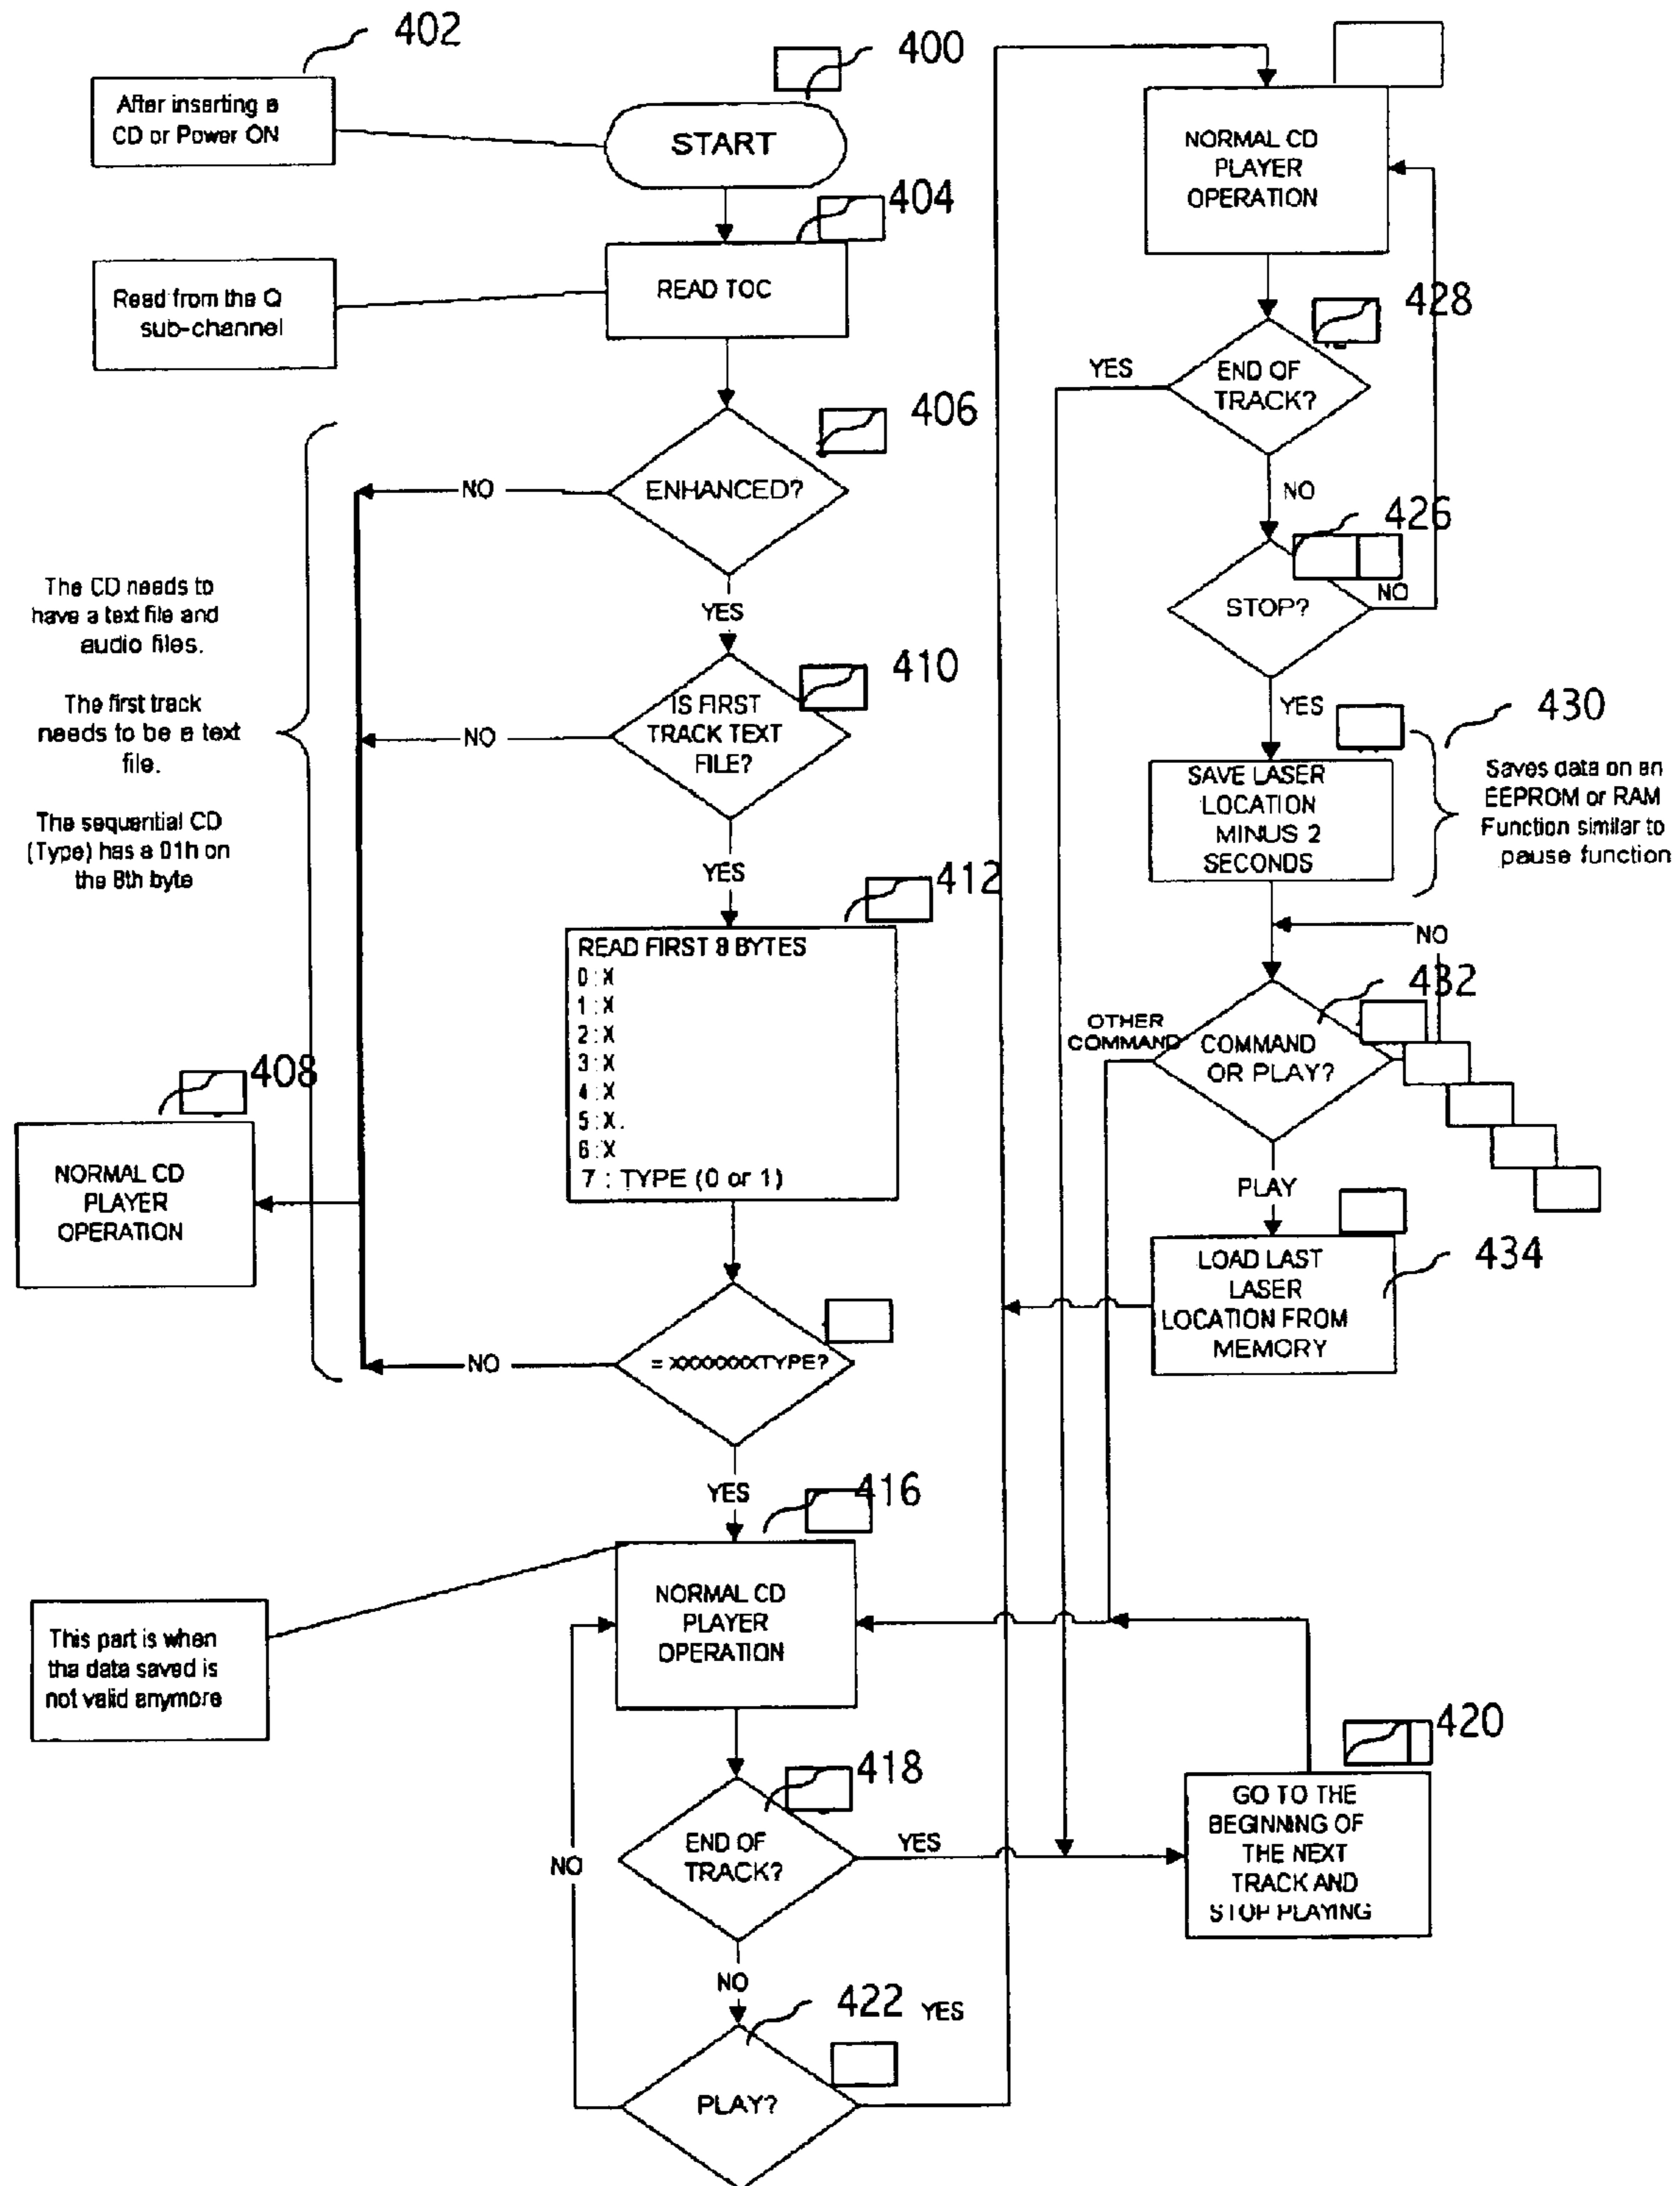 402
After inserting a
CD or Power ON
400
START
404
READ TOC
Read from the Q
sub-channel
406
ENHANCED?
NO
YES
The CD needs to
have a text file and
audio files.
The first track
needs to be a text
file.
The sequential CD
(Type) has a 01h on
the 8th byte
410
IS FIRST
TRACK TEXT
FILE?
NO
YES
412
READ FIRST 8 BYTES
0 : X
1 : X
2 : X
3 : X
4 : X
5 : X.
6 : X
7 : TYPE (0 or 1)
408
NORMAL CD
PLAYER
OPERATION
= XXXXXXXTYPE?
NO
YES
416
NORMAL CD
PLAYER
OPERATION
This part is when
tha data saved is
not valid anymore
418
END OF
TRACK?
YES
NO
NO
422
YES
PLAY?
NORMAL CD
PLAYER
OPERATION
428
END OF
TRACK?
YES
NO
426
STOP?
NO
YES
430
SAVE LASER
LOCATION
MINUS 2
SECONDS
Saves data on an
EEPROM or RAM
Function similar to
pause function
NO
432
OTHER
COMMAND
COMMAND
OR PLAY?
PLAY
434
LOAD LAST
LASER
LOCATION FROM
MEMORY
420
GO TO THE
BEGINNING OF
THE NEXT
TRACK AND
STOP PLAYING